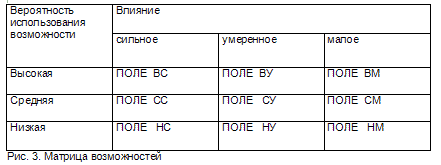 Вероятность Влияние
использования
возможности
сильное умеренное малое
Высокая ПОЛЕ ВС ПОЛЕ ВУ ПОЛЕ ВМ
Средняя ПОЛЕ СС ПОЛЕ СУ ПОЛЕ СМ
Низкая ПОЛЕ НС ПОЛЕ НУ ПОЛЕ НМ
Рис. 3. Матрица возможностей